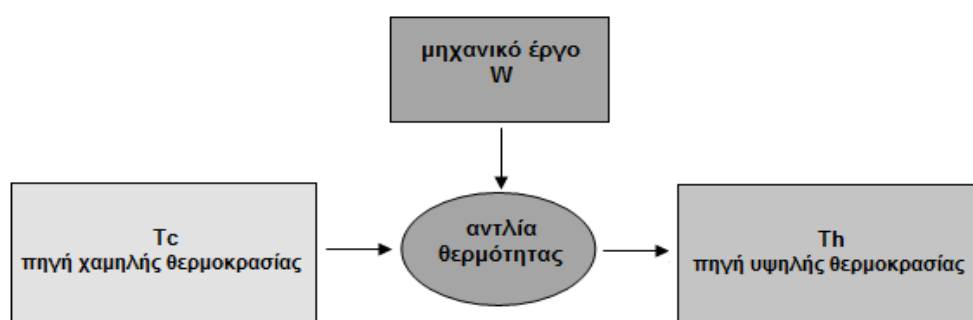 μηχανικό έργο
W
Tc
πηγή χαμηλής θερμοκρασίας
αντλία
θερμότητας
Th
πηγή υψηλής θερμοκρασίας